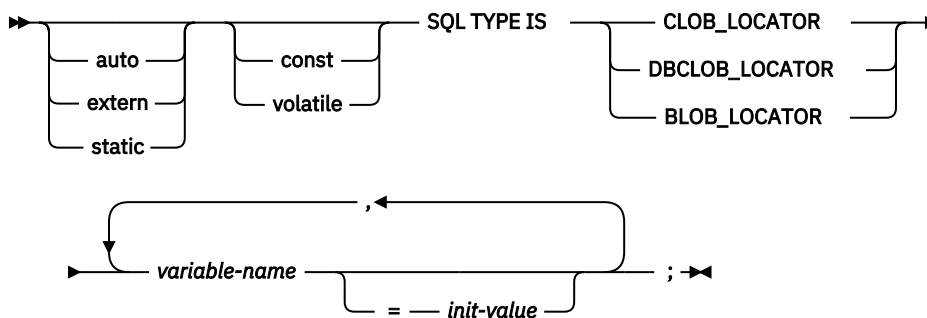 SQL TYPE IS
CLOB_LOCATOR
auto
const
DBCLOB_LOCATOR
extern
volatile
BLOB_LOCATOR
static
,
variable-name
;
= init-value